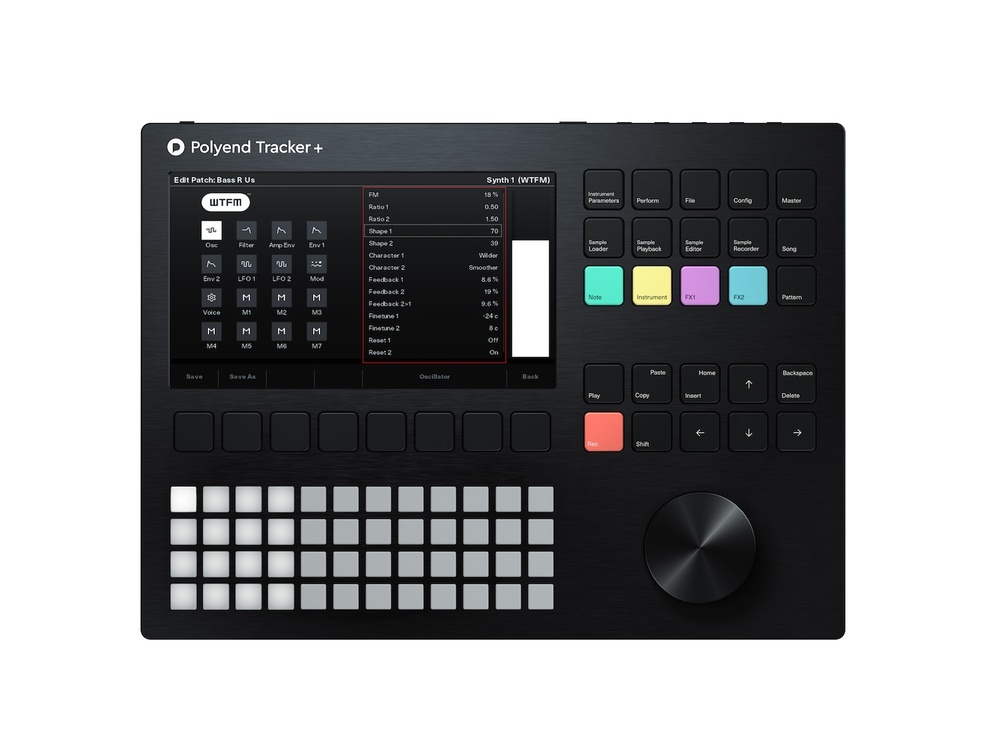 Polyend Tracker+
Edit Patch: Bass R Us
Synth 1 (WTFM)
WTFM
Osc Filter Amp Env Env 1
Env 2 LFO 1 LFO 2 Mod
Voice M1 M2 M3
M4 M5 M6 M7
FM 18 %
Ratio 1 0.50
Ratio 2 1.50
Shape 1 70
Shape 2 39
Character 1 Wilder
Character 2 Smoother
Feedback 1 8.6 %
Feedback 2 19 %
Feedback 2>1 9.6 %
Finetune 1 -24 c
Finetune 2 8 c
Reset 1 Off
Reset 2 On
Save Save As Oscillator Back
Instrument
Parameters
Perform
File
Config
Master
Sample
Loader
Sample
Playback
Sample
Editor
Sample
Recorder
Song
Note
Instrument
FX1
FX2
Pattern
Play
Paste
Copy
Home
Insert
↑
Backspace
Delete
Rec
Shift
←
↓
→